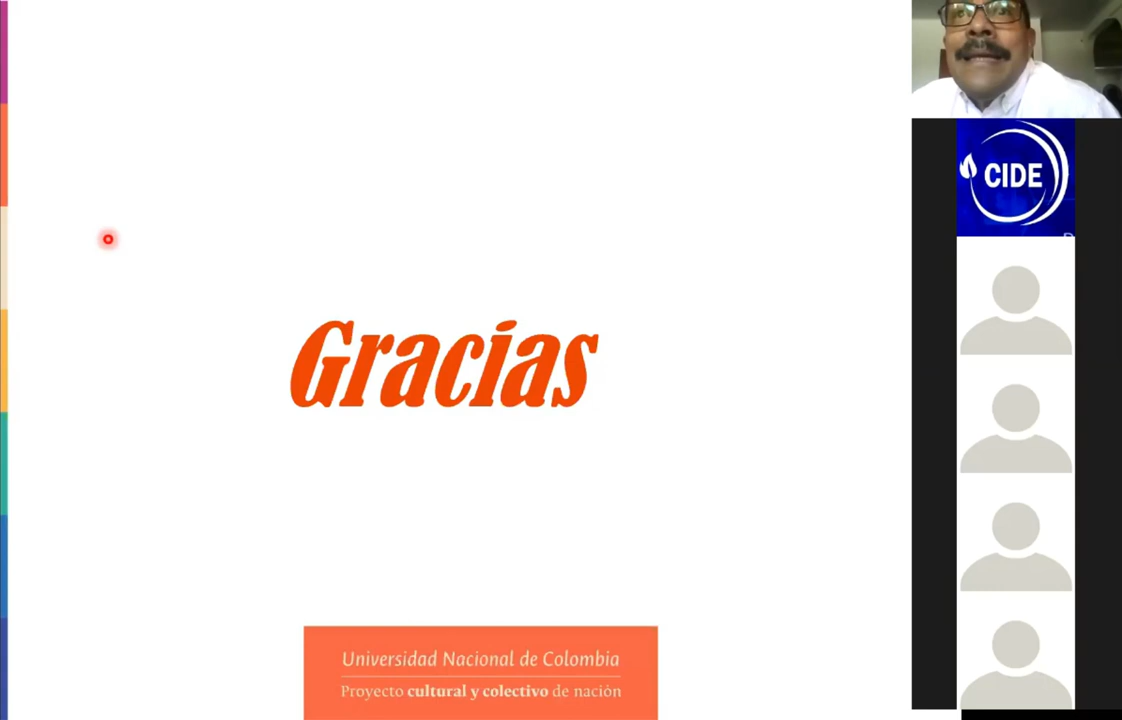 CIDE
Gracias
Universidad Nacional de Colombia
Proyecto cultural y colectivo de nación